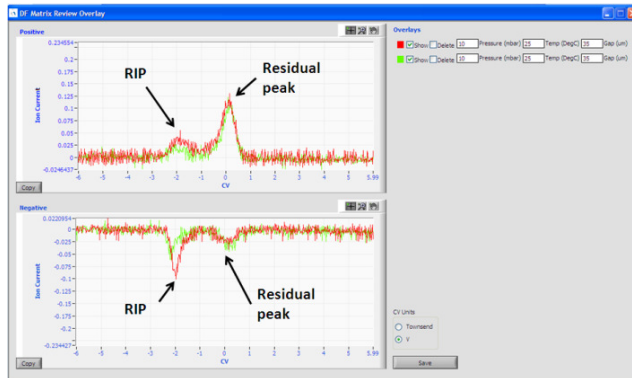 DF Matrix Review Overlay
Positive
0.234554
0.2
0.175
0.15
0.125
0.1
0.075
0.05
0.025
0
-0.0246437
Ion Current
RIP
Residual
peak
-6 -5 -4 -3 -2 -1 0 1 2 3 4 5 5.99
CV
Copy
Negative
0.0220954
0
-0.025
-0.05
-0.075
-0.1
-0.125
-0.15
-0.175
-0.2
-0.234427
Ion Current
RIP
Residual
peak
-6 -5 -4 -3 -2 -1 0 1 2 3 4 5 5.99
CV
Copy
Overlays
Show Delete 10 Pressure (mbar) 25 Temp (DegC) 35 Gap (um)
Show Delete 10 Pressure (mbar) 25 Temp (DegC) 35 Gap (um)
CV Units
Townsend
V
Save